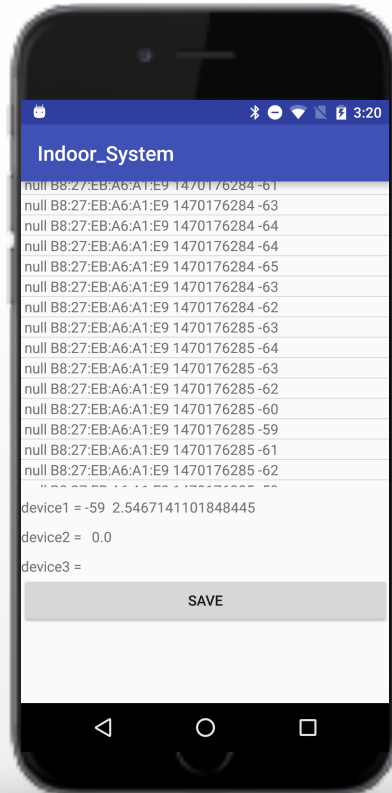 3:20
Indoor_System
null B8:27:EB:A6:A1:E9 1470176284 -61
null B8:27:EB:A6:A1:E9 1470176284 -63
null B8:27:EB:A6:A1:E9 1470176284 -64
null B8:27:EB:A6:A1:E9 1470176284 -64
null B8:27:EB:A6:A1:E9 1470176284 -65
null B8:27:EB:A6:A1:E9 1470176284 -63
null B8:27:EB:A6:A1:E9 1470176284 -62
null B8:27:EB:A6:A1:E9 1470176285 -63
null B8:27:EB:A6:A1:E9 1470176285 -64
null B8:27:EB:A6:A1:E9 1470176285 -63
null B8:27:EB:A6:A1:E9 1470176285 -62
null B8:27:EB:A6:A1:E9 1470176285 -60
null B8:27:EB:A6:A1:E9 1470176285 -59
null B8:27:EB:A6:A1:E9 1470176285 -61
null B8:27:EB:A6:A1:E9 1470176285 -62
device1 = -59 2.5467141101848445
device2 = 0.0
device3 =
SAVE